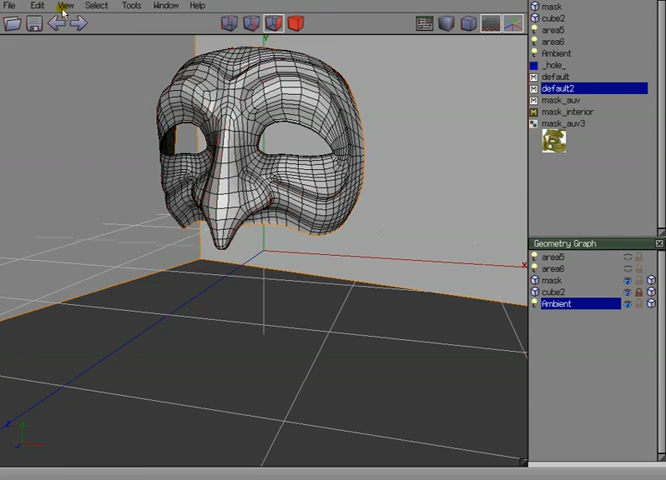 File Edit View Select Tools Window Help
mask
cube2
area5
area6
Ambient
_hole_
default
default2
mask_auv
mask_interior
mask_auv3
Geometry Graph
area5
area6
mask
cube2
Ambient
Y
X
Z